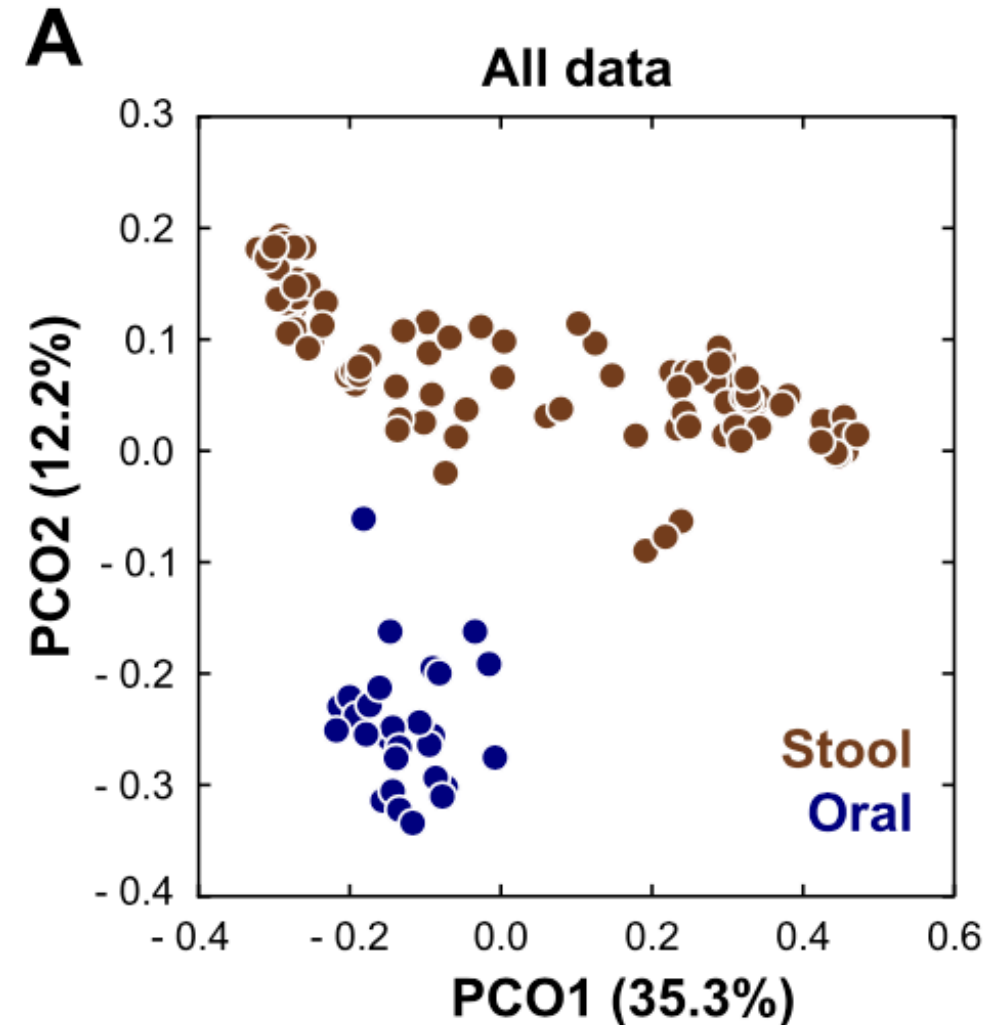 A
All data
0.3
0.2
0.1
0.0
- 0.1
- 0.2
- 0.3
- 0.4
PCO2 (12.2%)
Stool
Oral
- 0.4 - 0.2 0.0 0.2 0.4 0.6
PCO1 (35.3%)